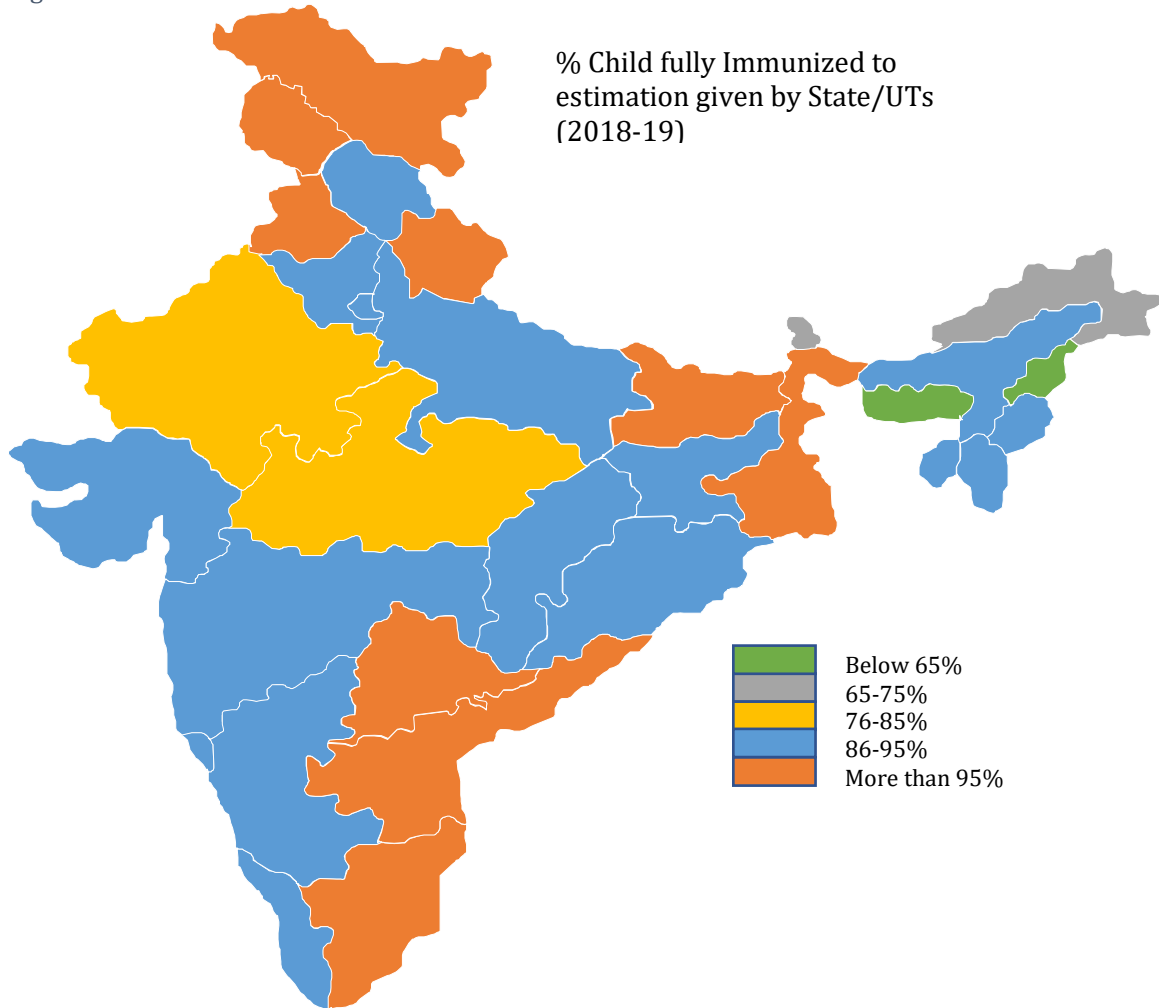 % Child fully Immunized to
estimation given by State/UTs
(2018-19)
Below 65%
65-75%
76-85%
86-95%
More than 95%